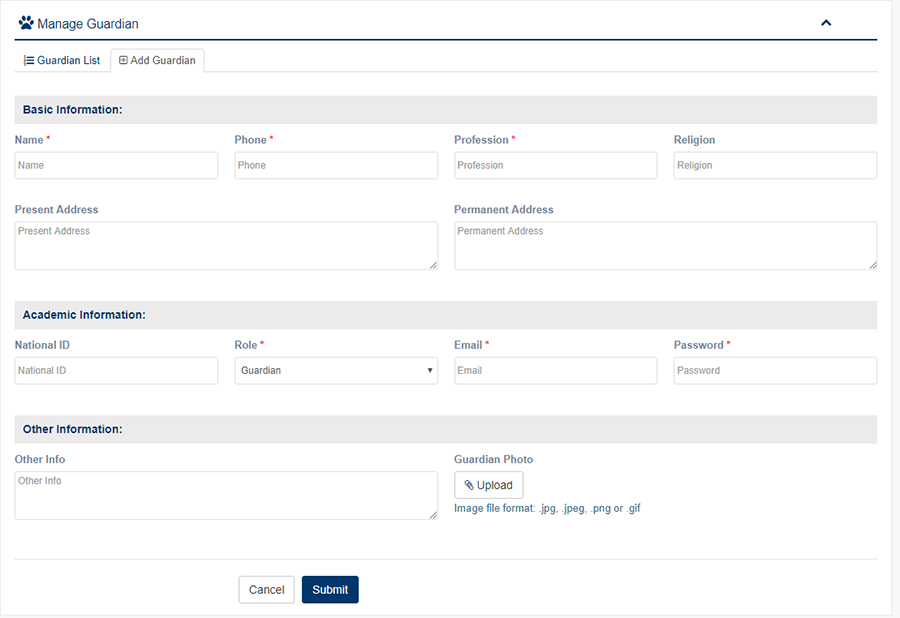 Manage Guardian
Guardian List Add Guardian
Basic Information:
Name * Phone * Profession * Religion
Name Phone Profession Religion
Present Address Permanent Address
Present Address Permanent Address
Academic Information:
National ID Role * Email * Password *
National ID Guardian Email Password
Other Information:
Other Info Guardian Photo
Other Info
Upload
Image file format: .jpg, .jpeg, .png or .gif
Cancel Submit